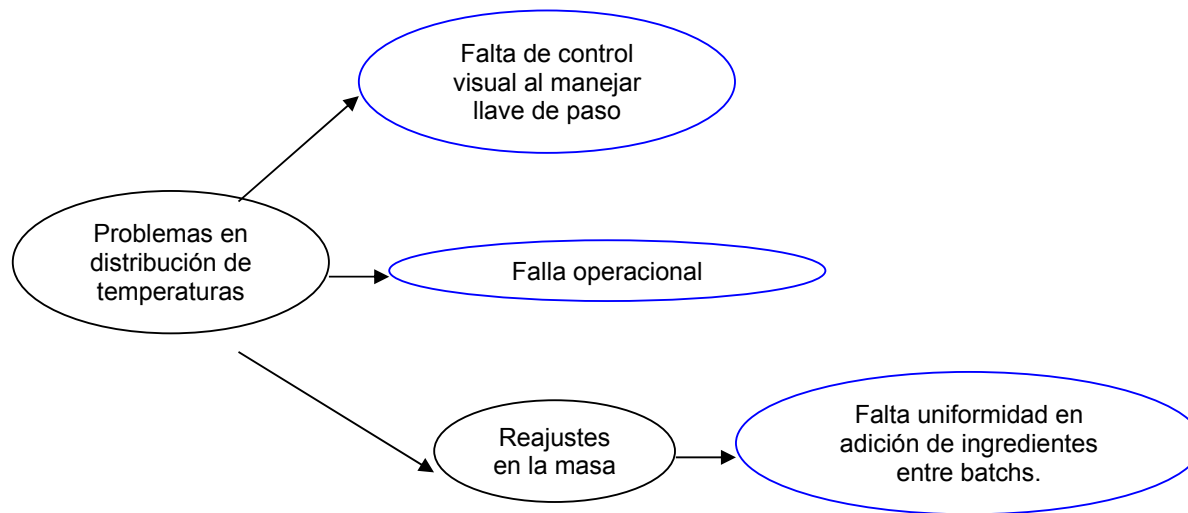 Falta de control
visual al manejar
llave de paso
Problemas en
distribución de
temperaturas
Falla operacional
Reajustes
en la masa
Falta uniformidad en
adición de ingredientes
entre batchs.